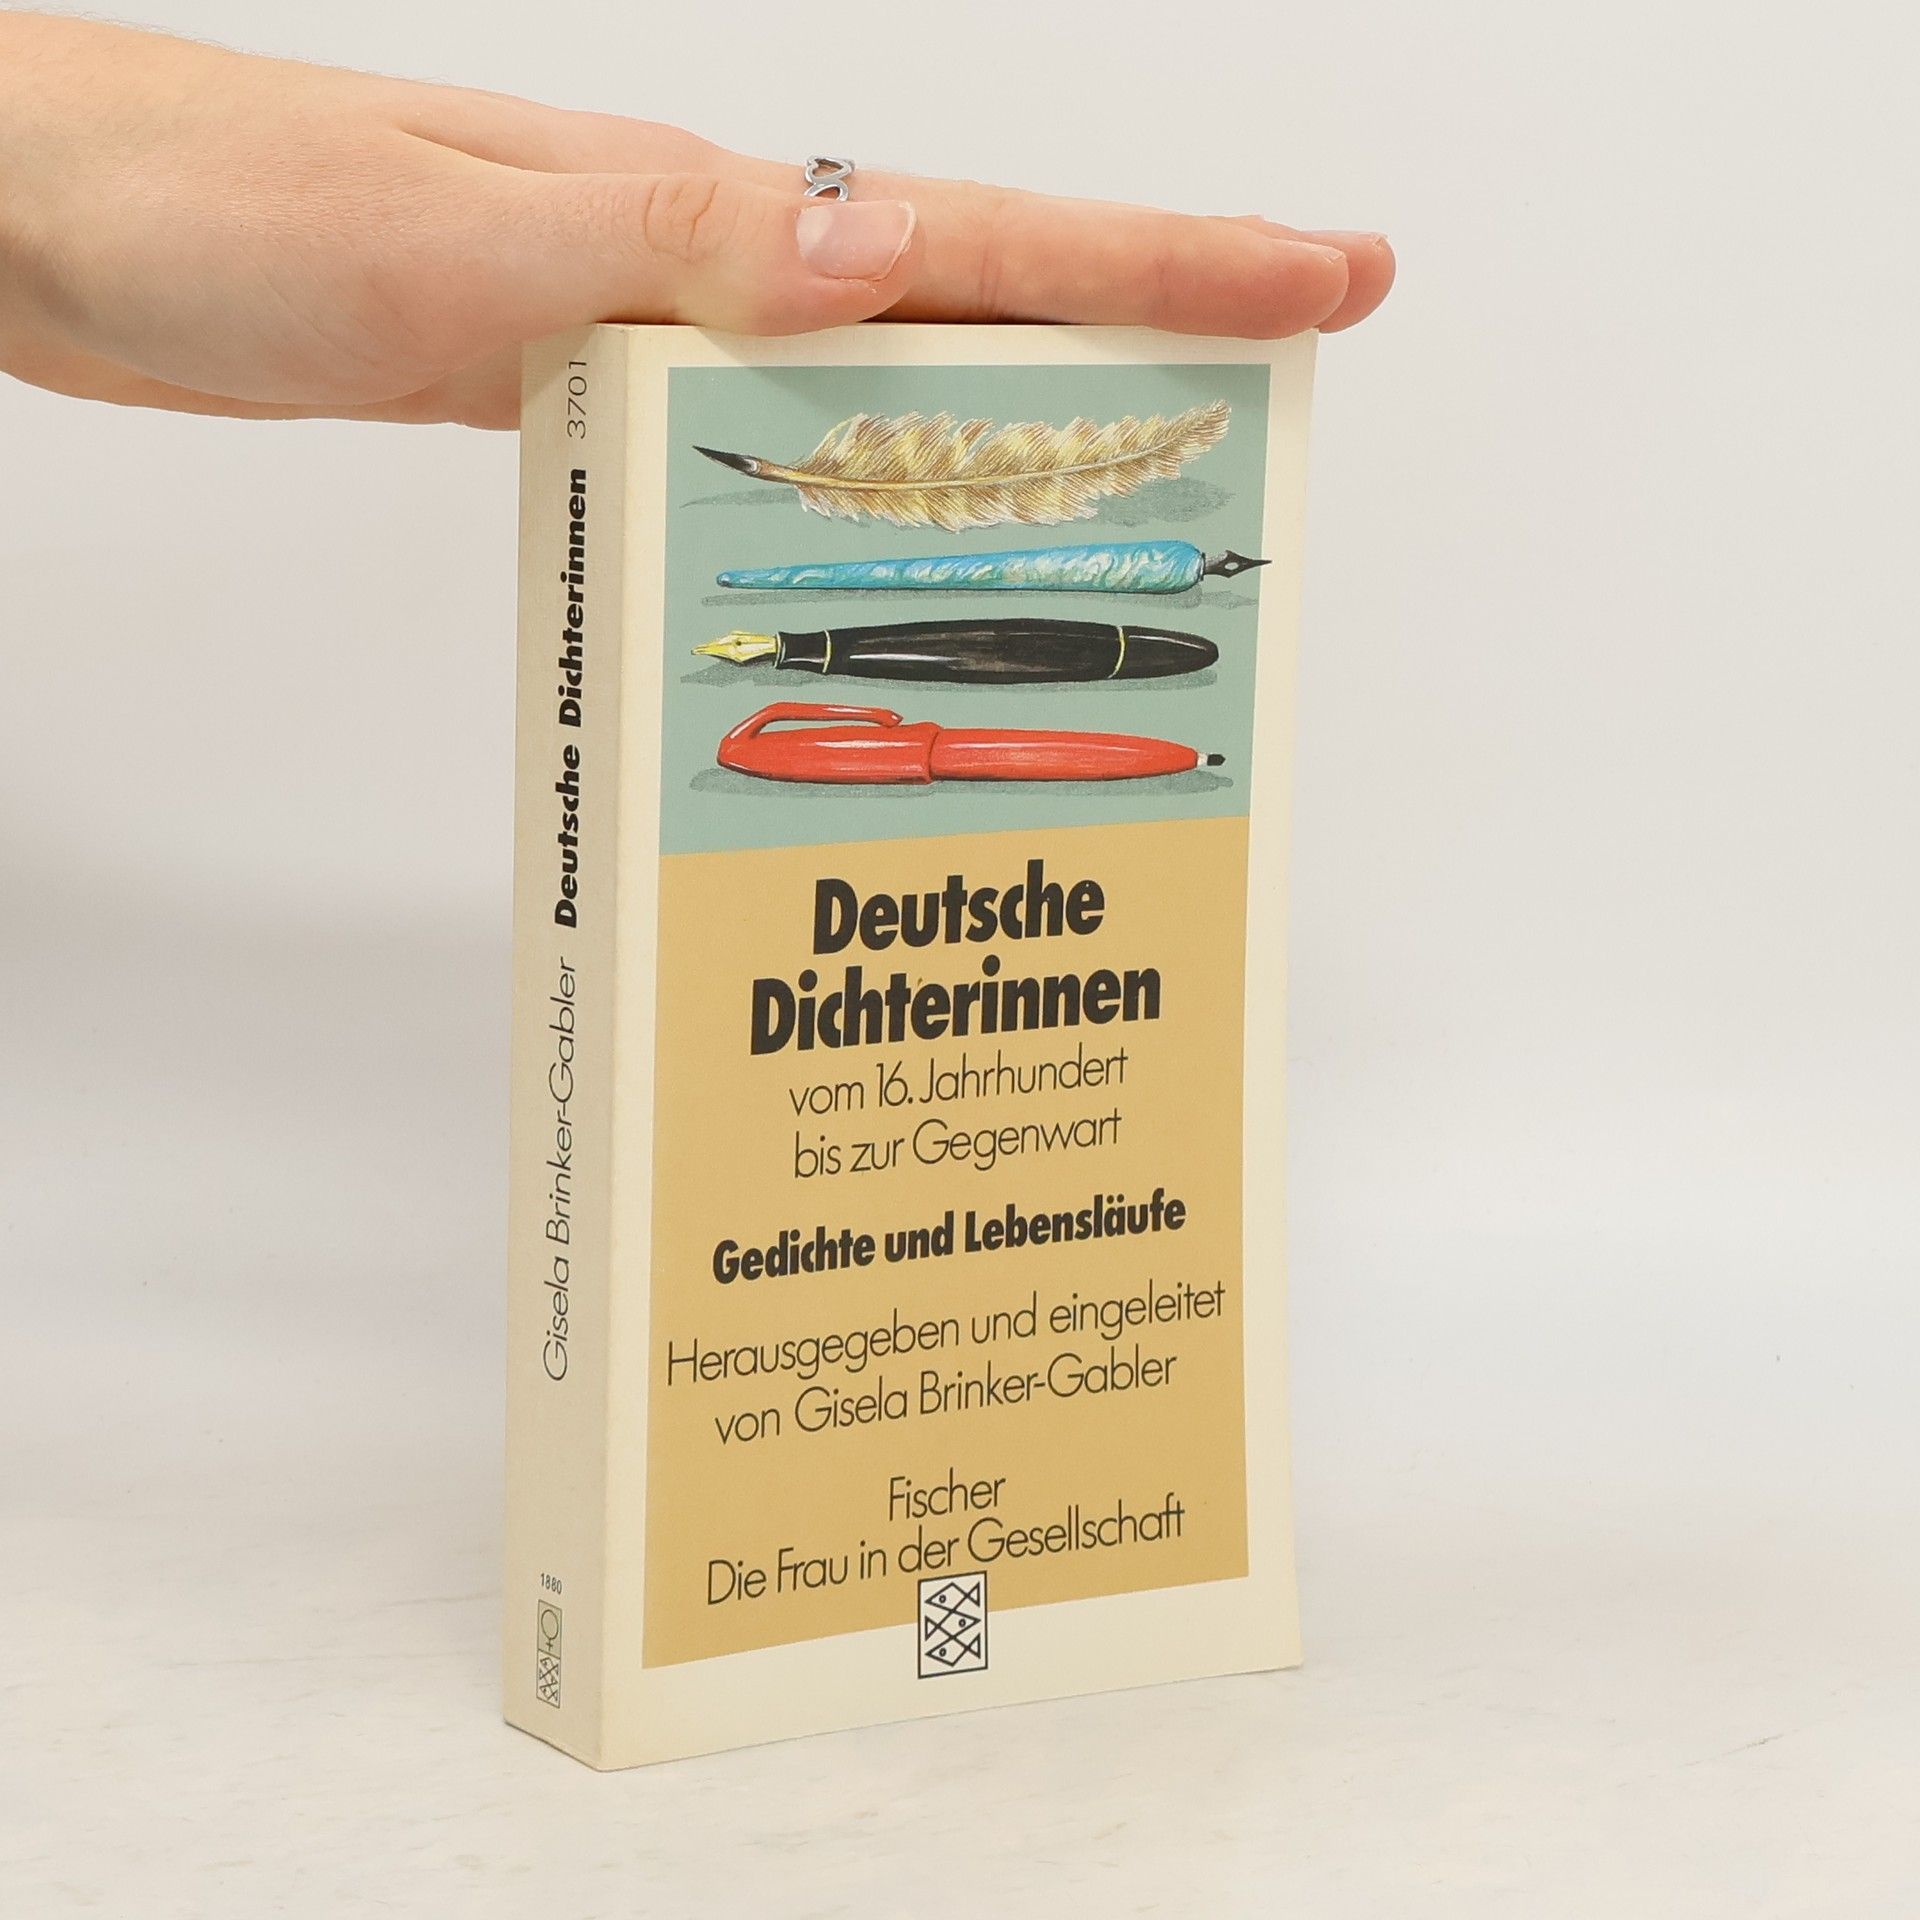 Gisela Brinker-Gabler Deutsche Dichterinnen 3701
1880
Deutsche
Dichterinnen
vom 16. Jahrhundert
bis zur Gegenwart
Gedichte und Lebensläufe
Herausgegeben und eingeleitet
von Gisela Brinker-Gabler
Fischer
Die Frau in der Gesellschaft